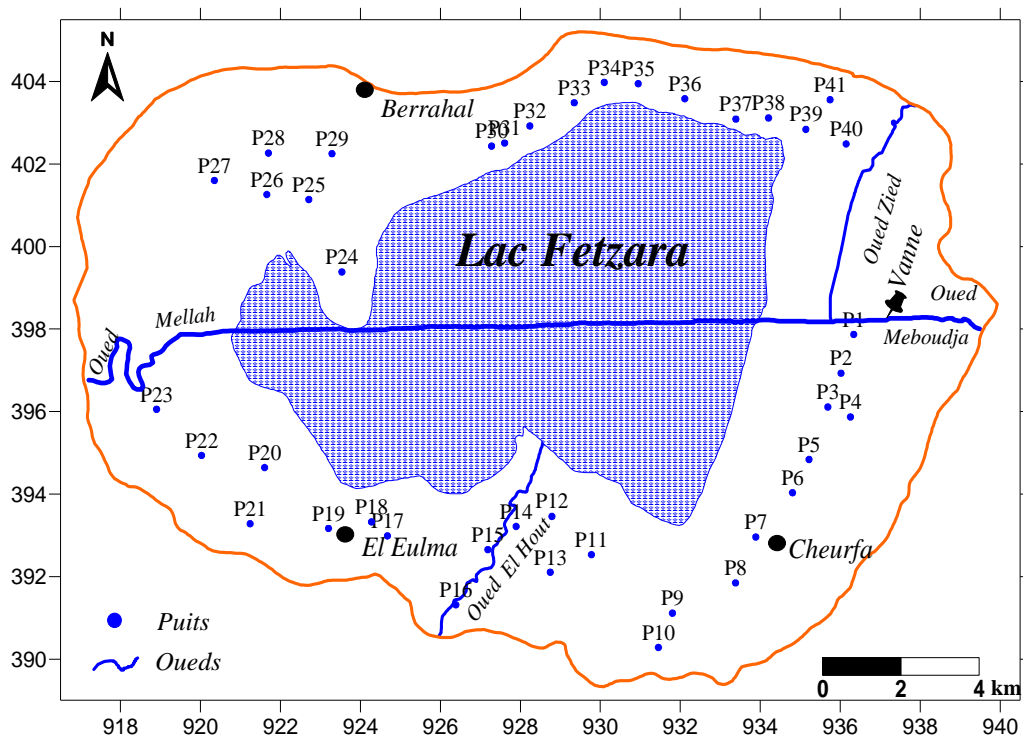 N
404
402
400
398
396
394
392
390
P34
P35
P36
P33
P41
P37
P38
P32
P39
P31
P30
P40
Berrahal
P28
P29
P27
P26
P25
P24
Lac Fetzara
Oued Zied
Vanne
Oued
Mellah
Oued
Meboudja
P1
P2
P3
P4
P5
P6
P7
P8
P9
P10
P11
P12
P13
P14
P15
P16
P17
P18
P19
P20
P21
P22
P23
El Eulma
Cheurfa
Oued El Hout
Puits
Oueds
0 2 4 km
918 920 922 924 926 928 930 932 934 936 938 940